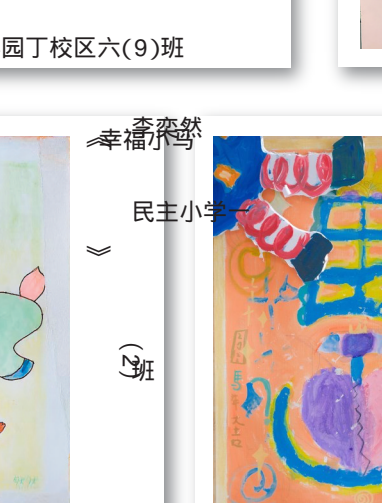 园丁校区六(9)班
李奕然
《幸福小鸟》
民主小学一
(2)班